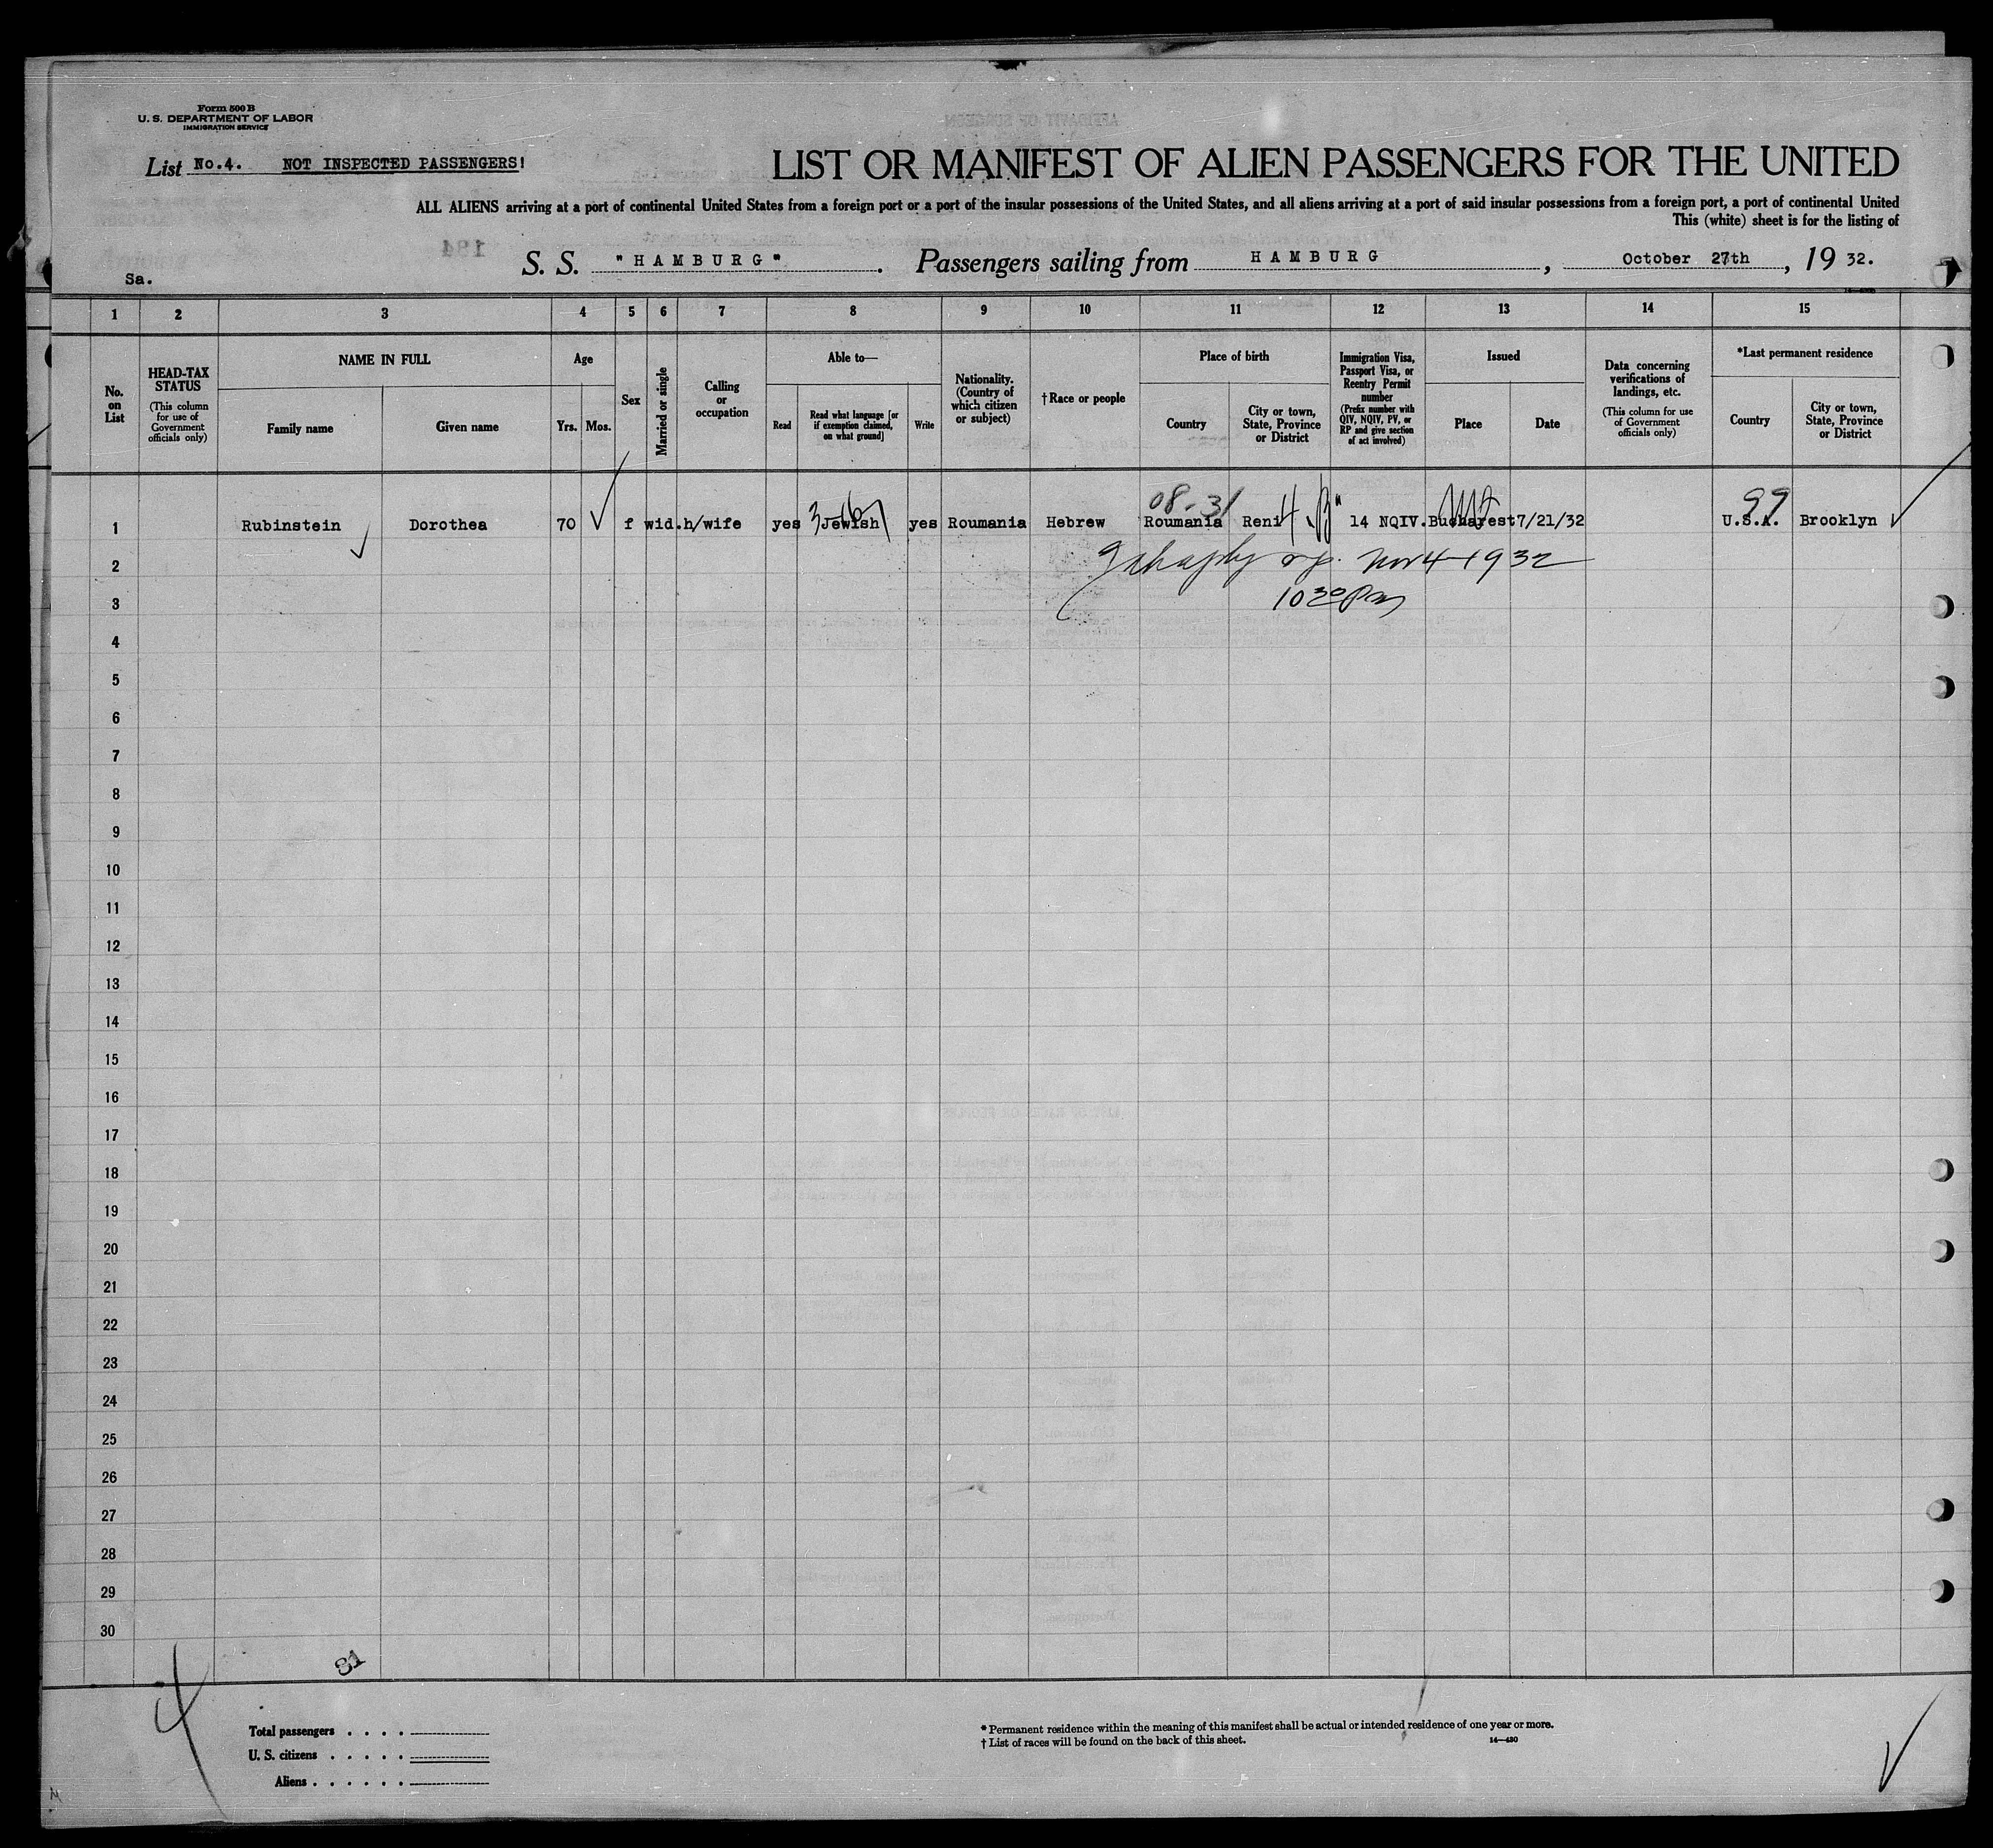 Form 500 B
U. S. DEPARTMENT OF LABOR
IMMIGRATION SERVICE
List No.4. NOT INSPECTED PASSENGERS!
LIST OR MANIFEST OF ALIEN PASSENGERS FOR THE UNITED
ALL ALIENS arriving at a port of continental United States from a foreign port or a port of the insular possessions of the United States, and all aliens arriving at a port of said insular possessions from a foreign port, a port of continental United
This (white) sheet is for the listing of
Sa.
S. S. "HAMBURG". Passengers sailing from HAMBURG, October 27th, 19 32.
1 2 3 4 5 6 7 8 9 10 11 12 13 14 15
No. on List
HEAD-TAX STATUS
(This column for use of Government officials only)
NAME IN FULL
Family name
Given name
Age
Yrs. Mos.
Sex
Married or single
Calling or occupation
Able to—
Read
Read what language [or if exemption claimed, on what ground]
Write
Nationality. (Country of which citizen or subject)
†Race or people
Place of birth
Country
City or town, State, Province or District
Immigration Visa, Passport Visa, or Reentry Permit number
(Prefix number with QIV, NQIV, PV, or RP and give section of act involved)
Issued
Place
Date
Data concerning verifications of landings, etc.
(This column for use of Government officials only)
*Last permanent residence
Country
City or town, State, Province or District
08-31 99
1 Rubinstein Dorothea 70 f wid. h/wife yes Jewish yes Roumania Hebrew Roumania Reni 14 NQIV. Bucharest 7/21/32 U.S.A. Brooklyn
2 Nov 4-1932
3 10 30 Pm
4
5
6
7
8
9
10
11
12
13
14
15
16
17
18
19
20
21
22
23
24
25
26
27
28
29
30
31
Total passengers . . . .
U. S. citizens . . . . .
Aliens . . . . . .
* Permanent residence within the meaning of this manifest shall be actual or intended residence of one year or more.
† List of races will be found on the back of this sheet.
14—430